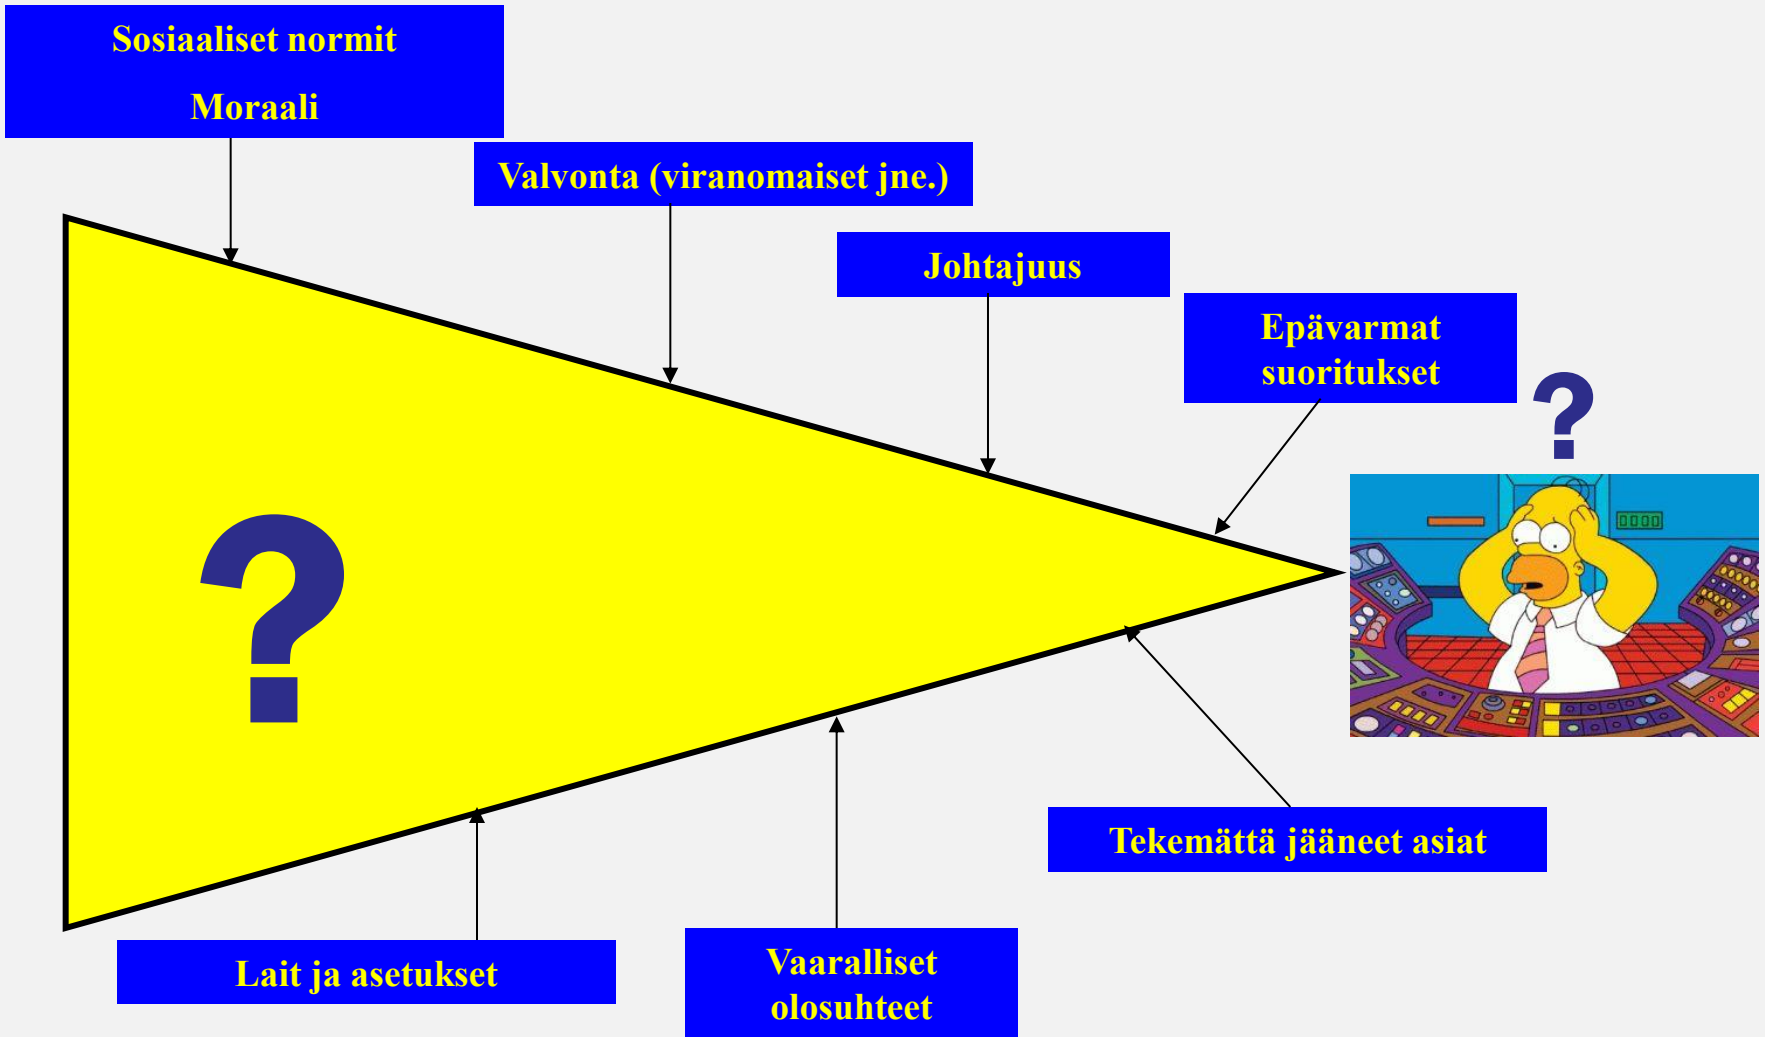 Sosiaaliset normit
Moraali
Valvonta (viranomaiset jne.)
Johtajuus
Epävarmat
suoritukset
?
?
Tekemättä jääneet asiat
Lait ja asetukset
Vaaralliset
olosuhteet